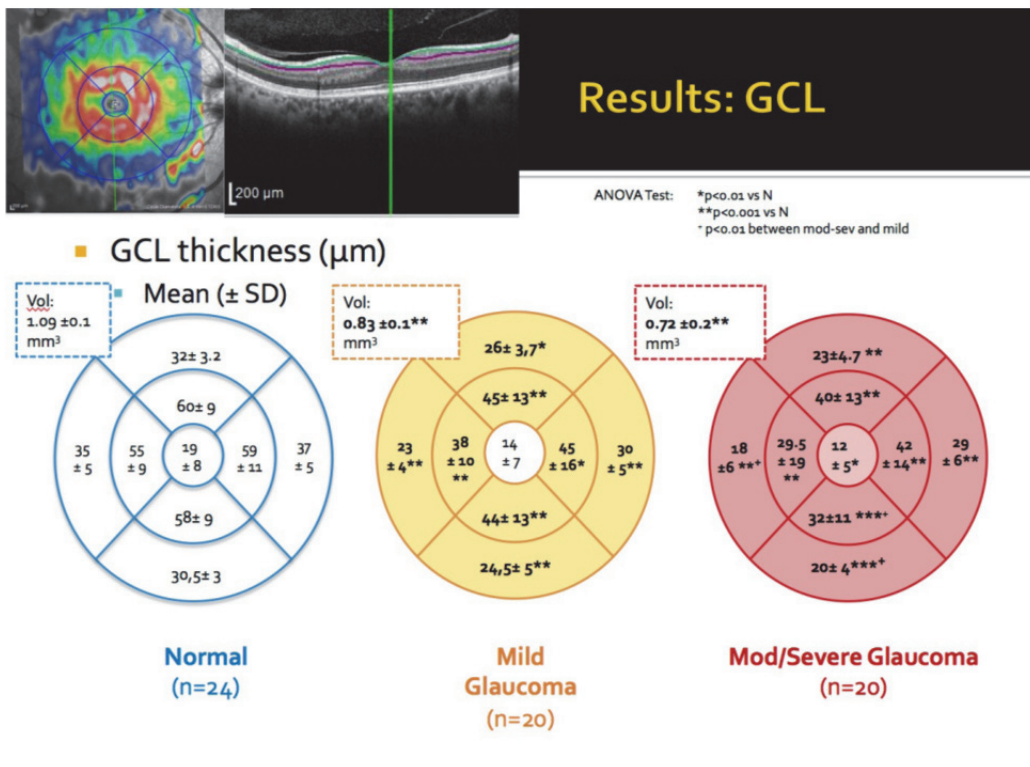 200 µm
Results: GCL
ANOVA Test: *p<0.01 vs N
**p<0.001 vs N
+ p<0.01 between mod-sev and mild
GCL thickness (µm)
Mean (± SD)
Vol:
1.09 ±0.1
mm³
32± 3.2
60± 9
35
± 5
55
± 9
19
± 8
59
± 11
37
± 5
58± 9
30,5± 3
Normal
(n=24)
Vol:
0.83 ±0.1**
mm³
26± 3,7*
45± 13**
23
± 4**
38
± 10
**
14
± 7
45
± 16*
30
± 5**
44± 13**
24,5± 5**
Mild
Glaucoma
(n=20)
Vol:
0.72 ±0.2**
mm³
23±4.7 **
40± 13**
18
±6 **+
29.5
± 19
**
12
± 5*
42
± 14**
29
± 6**
32±11 ***+
20± 4***+
Mod/Severe Glaucoma
(n=20)